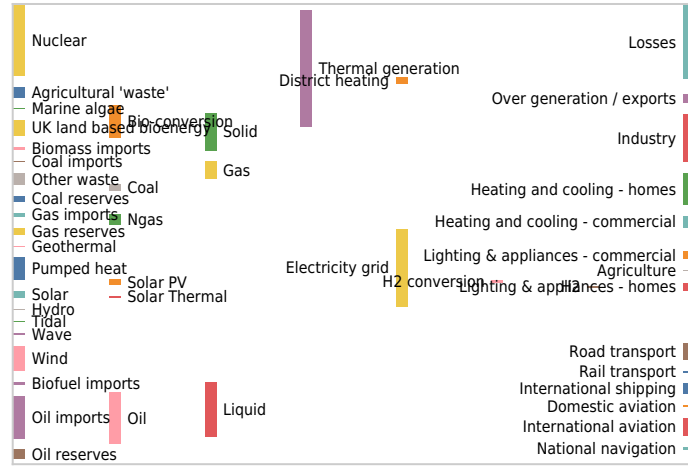 Nuclear
Agricultural 'waste'
Marine algae
UK land based bioenergy
Biomass imports
Coal imports
Other waste
Coal reserves
Gas imports
Gas reserves
Geothermal
Pumped heat
Solar
Hydro
Tidal
Wave
Wind
Biofuel imports
Oil imports
Oil reserves
Bio-conversion
Coal
Ngas
Solar PV
Solar Thermal
Oil
Solid
Gas
Liquid
Thermal generation
District heating
Electricity grid
H2 conversion
H2
Losses
Over generation / exports
Industry
Heating and cooling - homes
Heating and cooling - commercial
Lighting & appliances - commercial
Agriculture
Lighting & appliances - homes
Road transport
Rail transport
International shipping
Domestic aviation
International aviation
National navigation